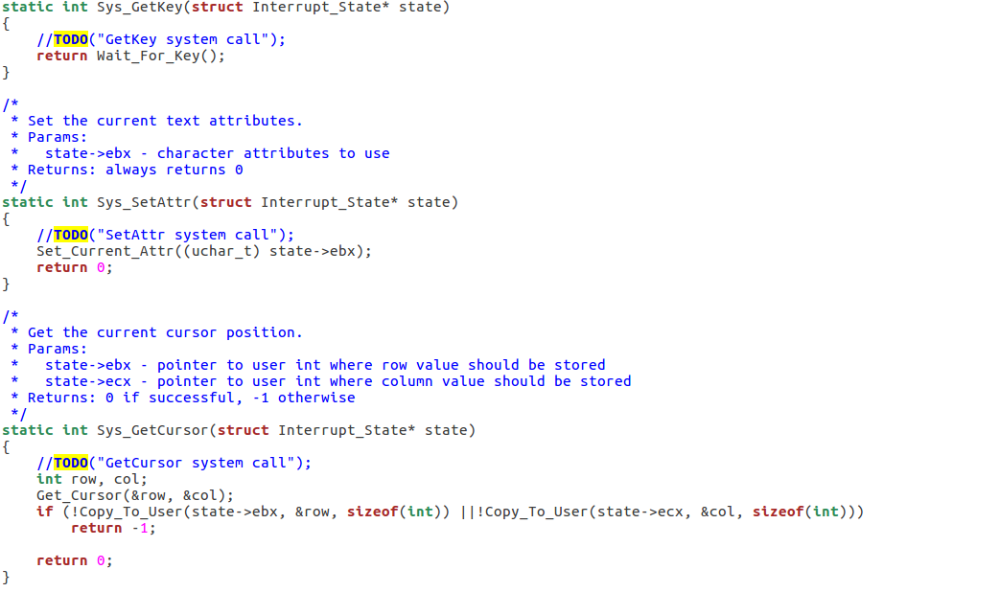 static int Sys_GetKey(struct Interrupt_State* state)
{
    //TODO("GetKey system call");
    return Wait_For_Key();
}

/*
 * Set the current text attributes.
 * Params:
 *   state->ebx - character attributes to use
 * Returns: always returns 0
 */
static int Sys_SetAttr(struct Interrupt_State* state)
{
    //TODO("SetAttr system call");
    Set_Current_Attr((uchar_t) state->ebx);
    return 0;
}

/*
 * Get the current cursor position.
 * Params:
 *   state->ebx - pointer to user int where row value should be stored
 *   state->ecx - pointer to user int where column value should be stored
 * Returns: 0 if successful, -1 otherwise
 */
static int Sys_GetCursor(struct Interrupt_State* state)
{
    //TODO("GetCursor system call");
    int row, col;
    Get_Cursor(&row, &col);
    if (!Copy_To_User(state->ebx, &row, sizeof(int)) ||!Copy_To_User(state->ecx, &col, sizeof(int)))
        return -1;

    return 0;
}